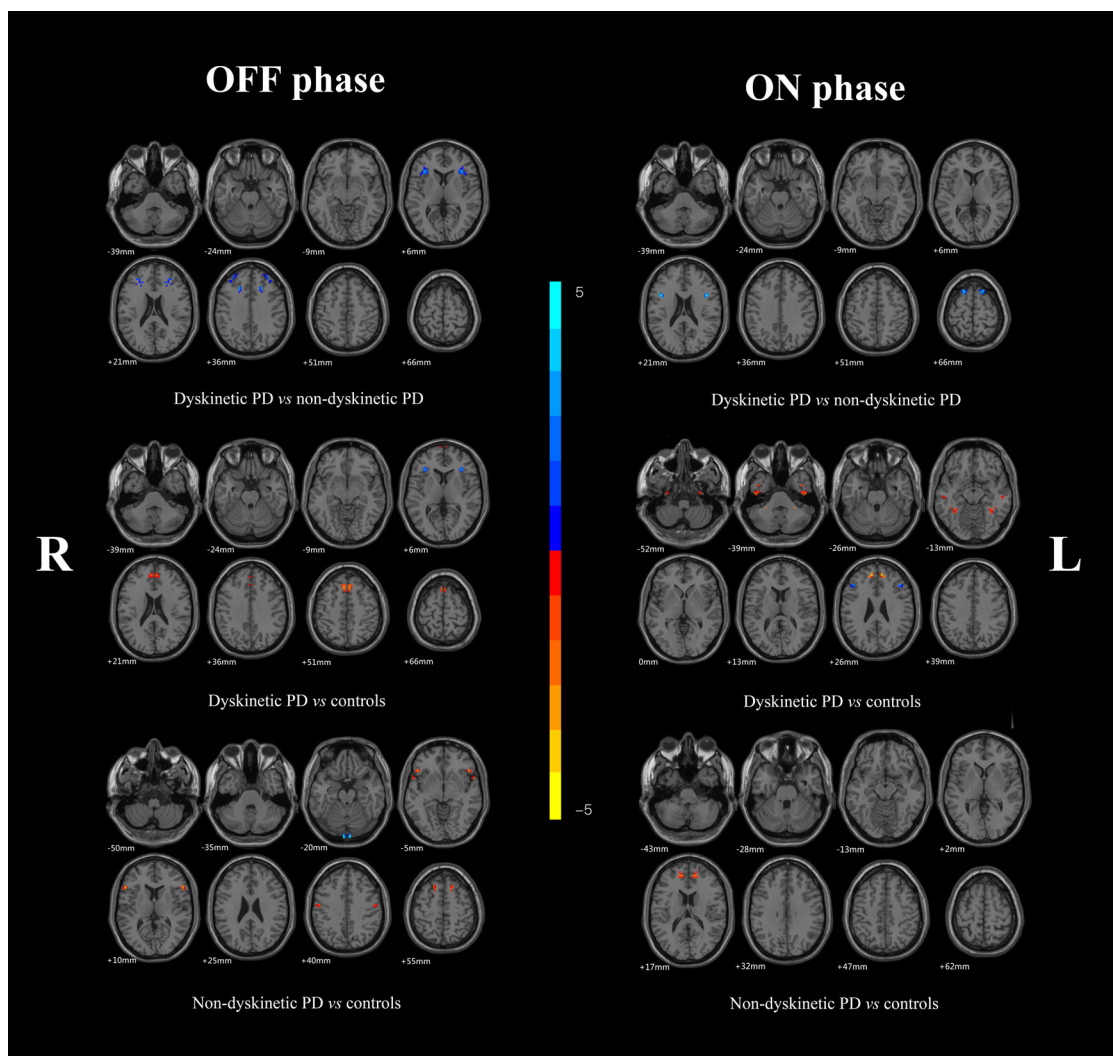 OFF phase
ON phase
-39mm -24mm -9mm +6mm
+21mm +36mm +51mm +66mm
Dyskinetic PD vs non-dyskinetic PD
-39mm -24mm -9mm +6mm
+21mm +36mm +51mm +66mm
Dyskinetic PD vs non-dyskinetic PD
5
-5
R
L
-39mm -24mm -9mm +6mm
+21mm +36mm +51mm +66mm
Dyskinetic PD vs controls
-52mm -39mm -26mm -13mm
0mm +13mm +26mm +39mm
Dyskinetic PD vs controls
-50mm -35mm -20mm -5mm
+10mm +25mm +40mm +55mm
Non-dyskinetic PD vs controls
-43mm -28mm -13mm +2mm
+17mm +32mm +47mm +62mm
Non-dyskinetic PD vs controls